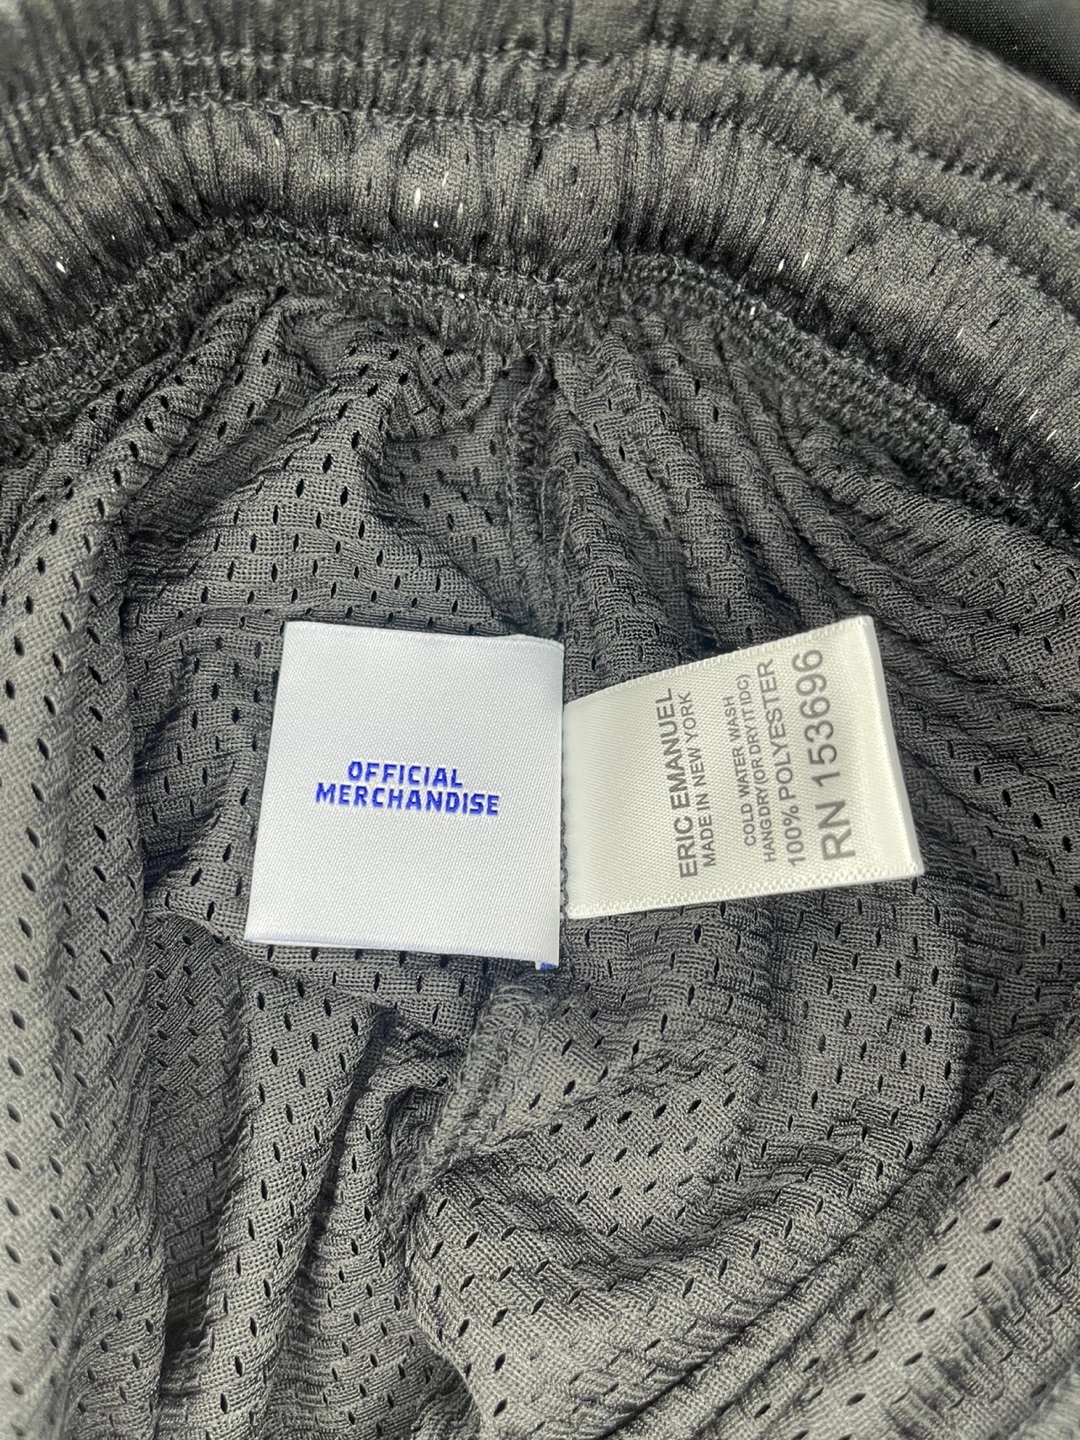 OFFICIAL
MERCHANDISE
ERIC EMANUEL
MADE IN NEW YORK
COLD WATER WASH
HANGDRY(OR DRY IT IDC)
100% POLYESTER
RN 153696